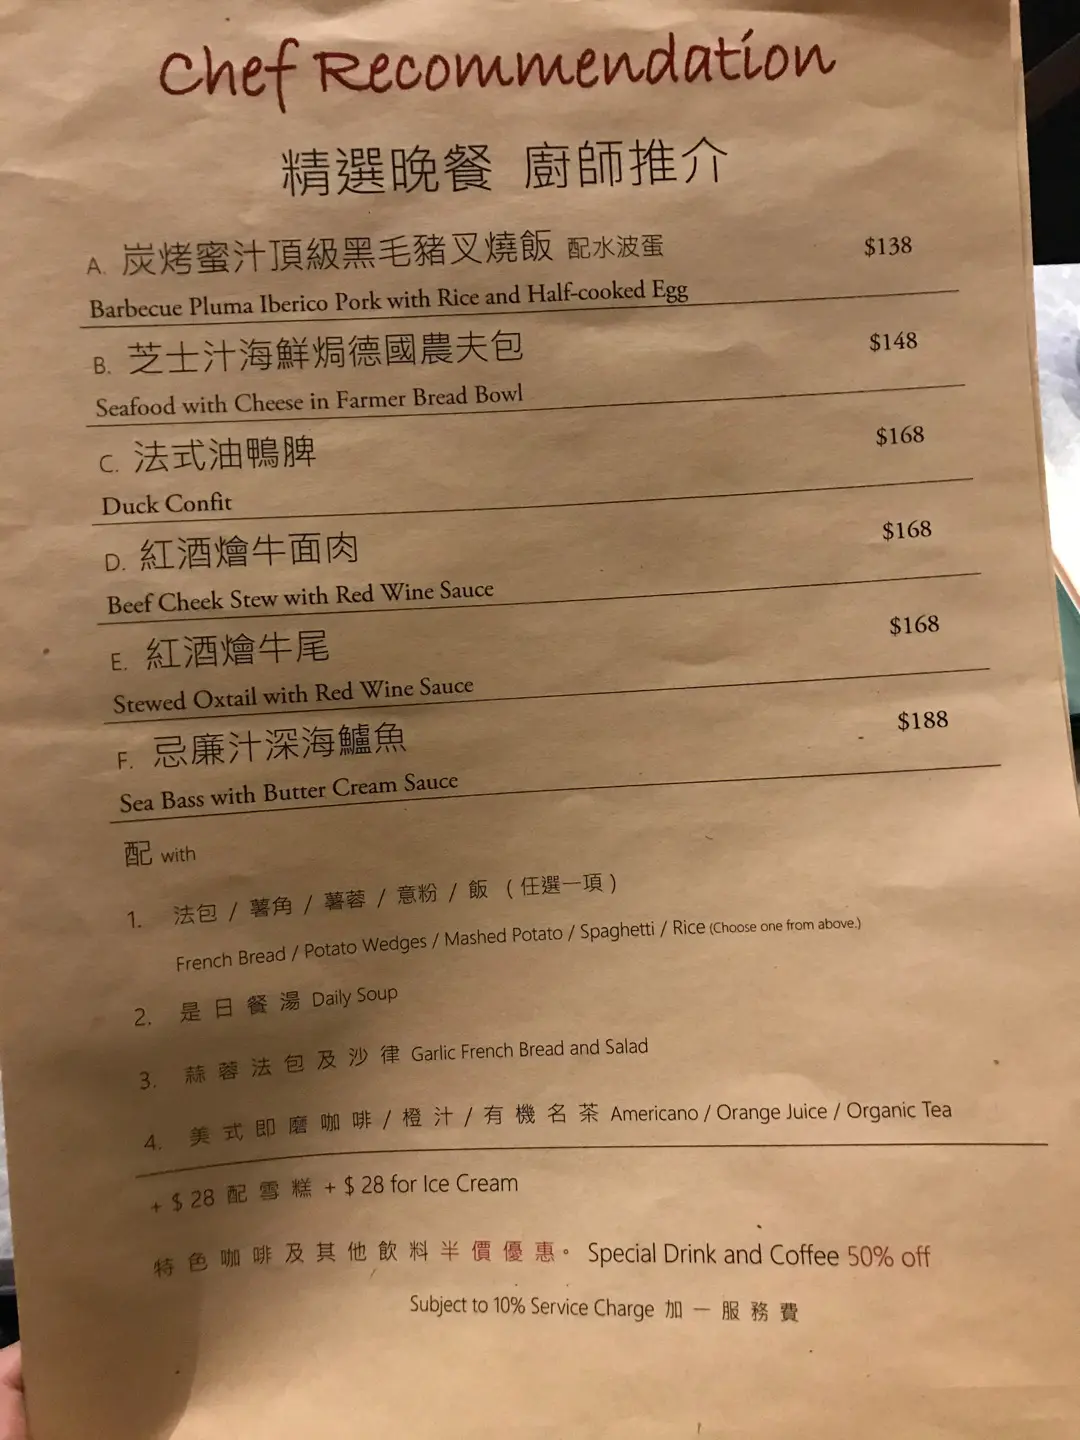 Chef Recommendation
精選晚餐 廚師推介
A. 炭烤蜜汁頂級黑毛豬叉燒飯 配水波蛋 $138
Barbecue Pluma Iberico Pork with Rice and Half-cooked Egg
B. 芝士汁海鮮焗德國農夫包 $148
Seafood with Cheese in Farmer Bread Bowl
C. 法式油鴨脾 $168
Duck Confit
D. 紅酒燴牛面肉 $168
Beef Cheek Stew with Red Wine Sauce
E. 紅酒燴牛尾 $168
Stewed Oxtail with Red Wine Sauce
F. 忌廉汁深海鱸魚 $188
Sea Bass with Butter Cream Sauce
配 with
1. 法包 / 薯角 / 薯蓉 / 意粉 / 飯 (任選一項)
French Bread / Potato Wedges / Mashed Potato / Spaghetti / Rice (Choose one from above.)
2. 是日餐湯 Daily Soup
3. 蒜蓉法包及沙律 Garlic French Bread and Salad
4. 美式即磨咖啡 / 橙汁 / 有機名茶 Americano / Orange Juice / Organic Tea
+ $ 28 配雪糕 + $ 28 for Ice Cream
特色咖啡及其他飲料半價優惠。 Special Drink and Coffee 50% off
Subject to 10% Service Charge 加一服務費